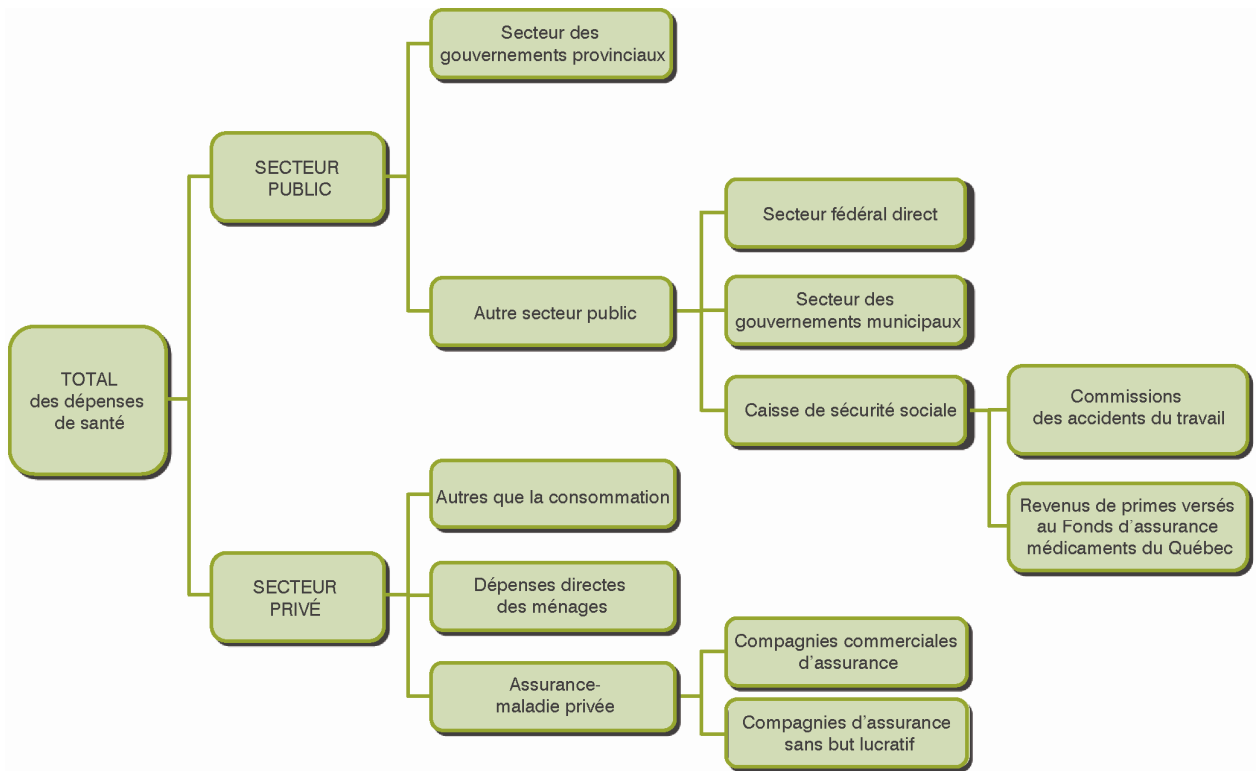 Secteur des
gouvernements provinciaux
SECTEUR
PUBLIC
Secteur fédéral direct
Autre secteur public
Secteur des
gouvernements municipaux
TOTAL
des dépenses
de santé
Caisse de sécurité sociale
Commissions
des accidents du travail
Autres que la consommation
Revenus de primes versés
au Fonds d'assurance
médicaments du Québec
SECTEUR
PRIVÉ
Dépenses directes
des ménages
Compagnies commerciales
d'assurance
Assurance-
maladie privée
Compagnies d'assurance
sans but lucratif